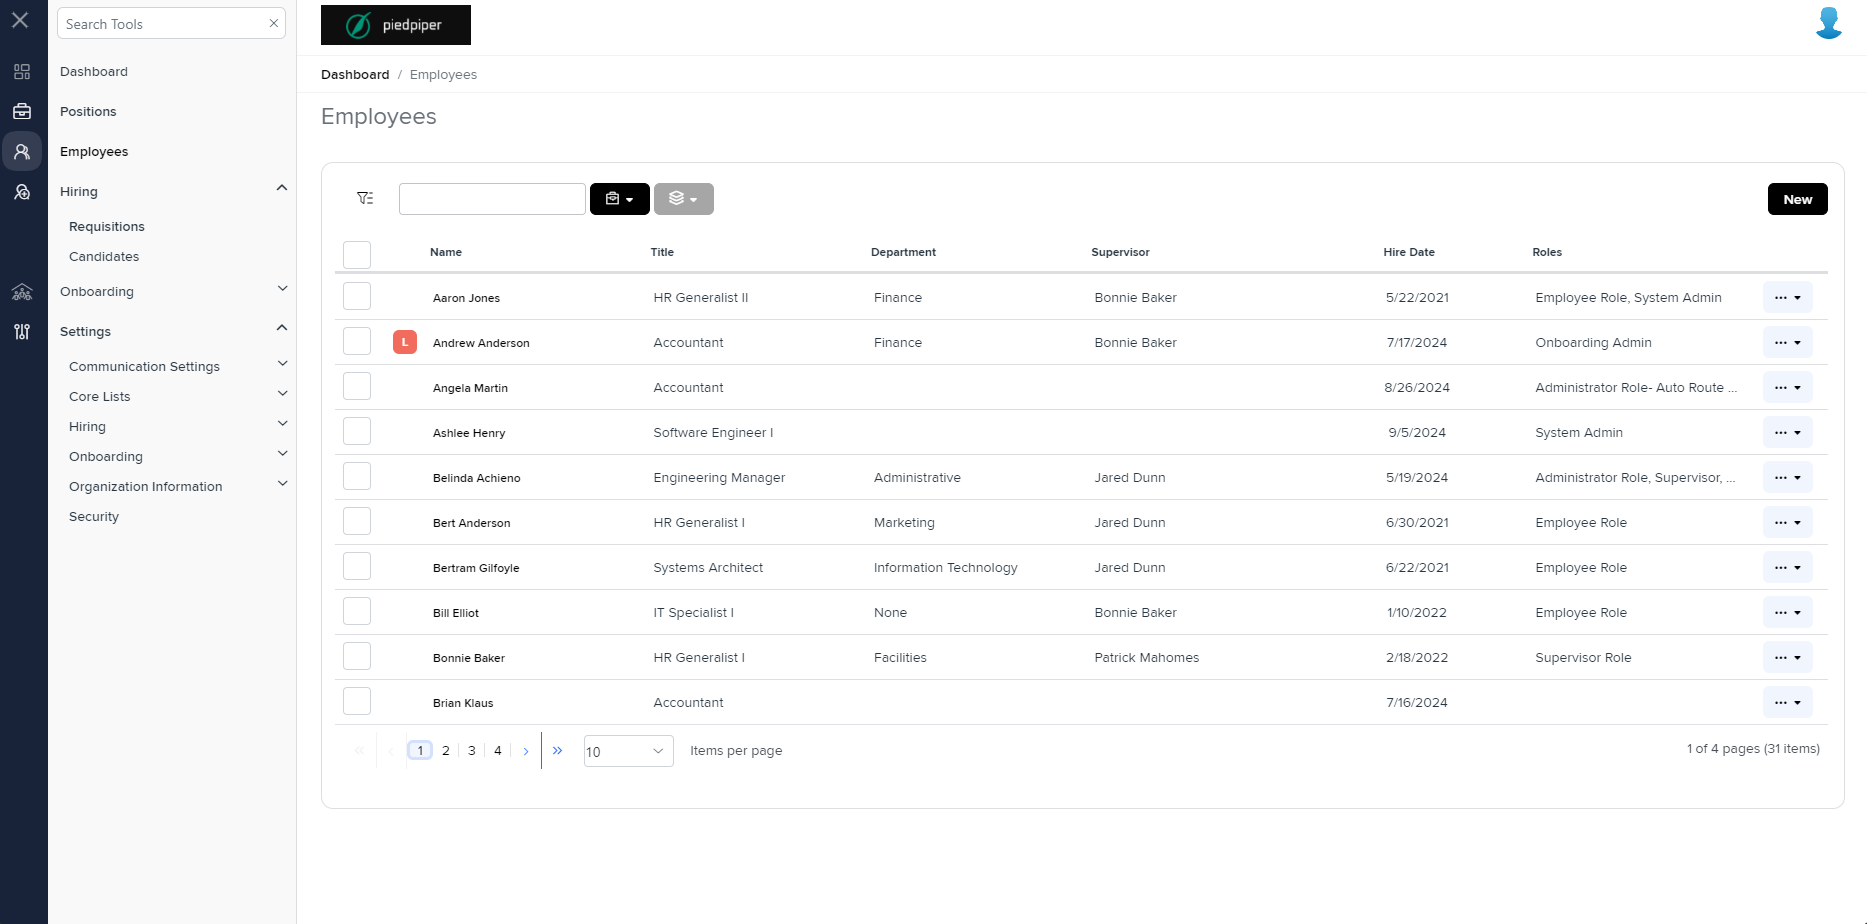 Search Tools
Dashboard
Positions
Employees
Hiring
Requisitions
Candidates
Onboarding
Settings
Communication Settings
Core Lists
Hiring
Onboarding
Organization Information
Security
piedpiper
Dashboard / Employees
Employees
New
Name Title Department Supervisor Hire Date Roles
Aaron Jones HR Generalist II Finance Bonnie Baker 5/22/2021 Employee Role, System Admin
L Andrew Anderson Accountant Finance Bonnie Baker 7/17/2024 Onboarding Admin
Angela Martin Accountant 8/26/2024 Administrator Role- Auto Route ...
Ashlee Henry Software Engineer I 9/5/2024 System Admin
Belinda Achieno Engineering Manager Administrative Jared Dunn 5/19/2024 Administrator Role, Supervisor, ...
Bert Anderson HR Generalist I Marketing Jared Dunn 6/30/2021 Employee Role
Bertram Gilfoyle Systems Architect Information Technology Jared Dunn 6/22/2021 Employee Role
Bill Elliot IT Specialist I None Bonnie Baker 1/10/2022 Employee Role
Bonnie Baker HR Generalist I Facilities Patrick Mahomes 2/18/2022 Supervisor Role
Brian Klaus Accountant 7/16/2024
« ‹ 1 2 3 4 › » 10 Items per page 1 of 4 pages (31 items)